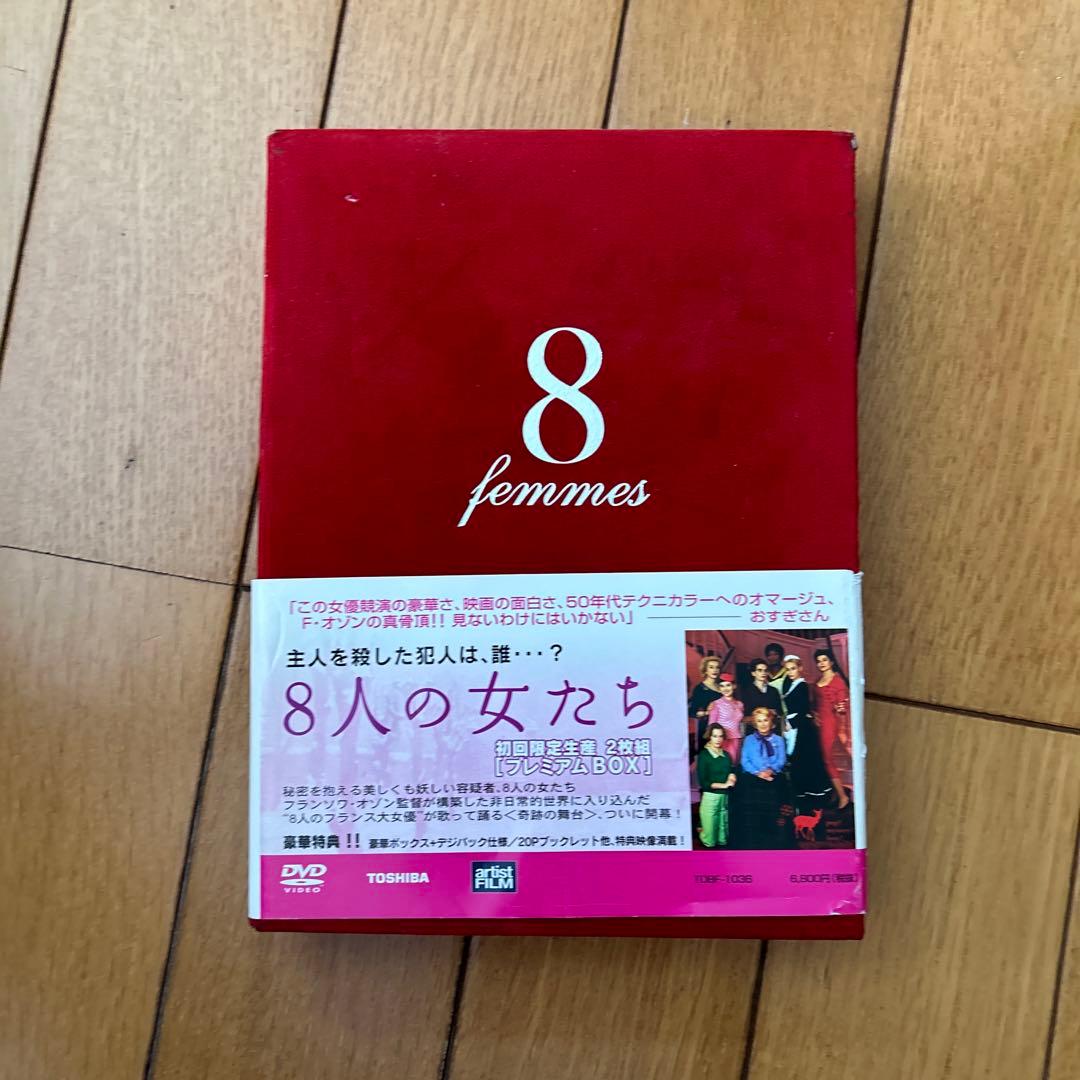 8
femmes
「この女優競演の豪華さ、映画の面白さ、50年代テクニカラーへのオマージュ、
F・オゾンの真骨頂!! 見ないわけにはいかない」 ―――― おすぎさん
主人を殺した犯人は、誰・・・?
8人の女たち
初回限定生産 2枚組
[プレミアムBOX]
秘密を抱える美しくも妖しい容疑者、8人の女たち
フランソワ・オゾン監督が構築した非日常的世界に入り込んだ
"8人のフランス大女優"が歌って踊る<奇跡の舞台>、ついに開幕!
豪華特典!! 豪華ボックス+デジパック仕様/20Pブックレット他、特典映像満載!
DVD
VIDEO
TOSHIBA
artist
FILM
TDBF-1036 6,800円(税抜)